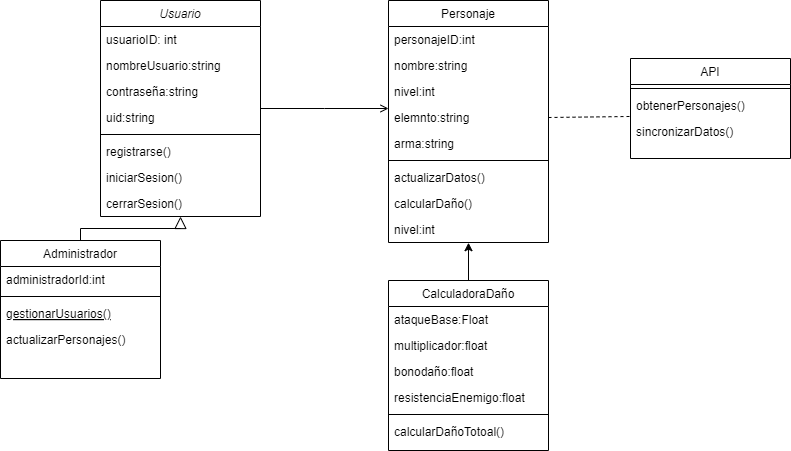 Usuario
usuarioID: int
nombreUsuario:string
contraseña:string
uid:string
registrarse()
iniciarSesion()
cerrarSesion()
Personaje
personajeID:int
nombre:string
nivel:int
elemnto:string
arma:string
actualizarDatos()
calcularDaño()
nivel:int
API
obtenerPersonajes()
sincronizarDatos()
Administrador
administradorId:int
gestionarUsuarios()
actualizarPersonajes()
CalculadoraDaño
ataqueBase:Float
multiplicador:float
bonodaño:float
resistenciaEnemigo:float
calcularDañoTotoal()